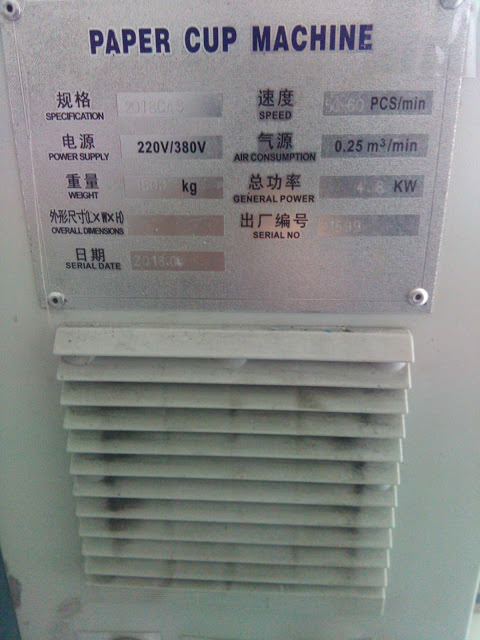 PAPER CUP MACHINE
规格 SPECIFICATION
速度 SPEED PCS/min
电源 POWER SUPPLY 220V/380V
气源 AIR CONSUMPTION 0.25 m³/min
重量 WEIGHT kg
总功率 GENERAL POWER KW
外形尺寸(L×W×H) OVERALL DIMENSIONS
出厂编号 SERIAL NO
日期 SERIAL DATE